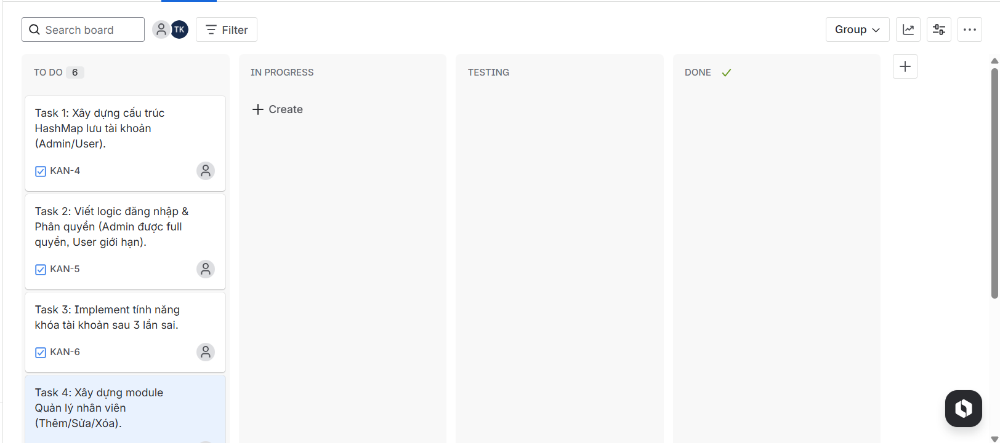 Search board
TK
Filter
Group
TO DO 6
IN PROGRESS
TESTING
DONE
Task 1: Xây dựng cấu trúc
HashMap lưu tài khoản
(Admin/User).
KAN-4
Task 2: Viết logic đăng nhập &
Phân quyền (Admin được full
quyền, User giới hạn).
KAN-5
Task 3: Implement tính năng
khóa tài khoản sau 3 lần sai.
KAN-6
Task 4: Xây dựng module
Quản lý nhân viên
(Thêm/Sửa/Xóa).
Create